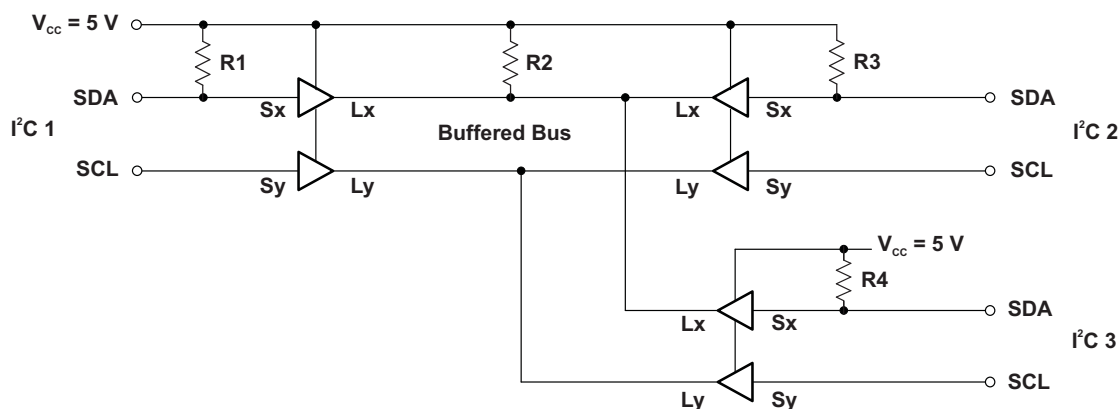 VCC = 5 V
R1
R2
R3
SDA
Sx
Lx
Lx
Sx
SDA
I²C 1
Buffered Bus
I²C 2
SCL
Sy
Ly
Ly
Sy
SCL
VCC = 5 V
R4
Lx
Sx
SDA
I²C 3
Ly
Sy
SCL